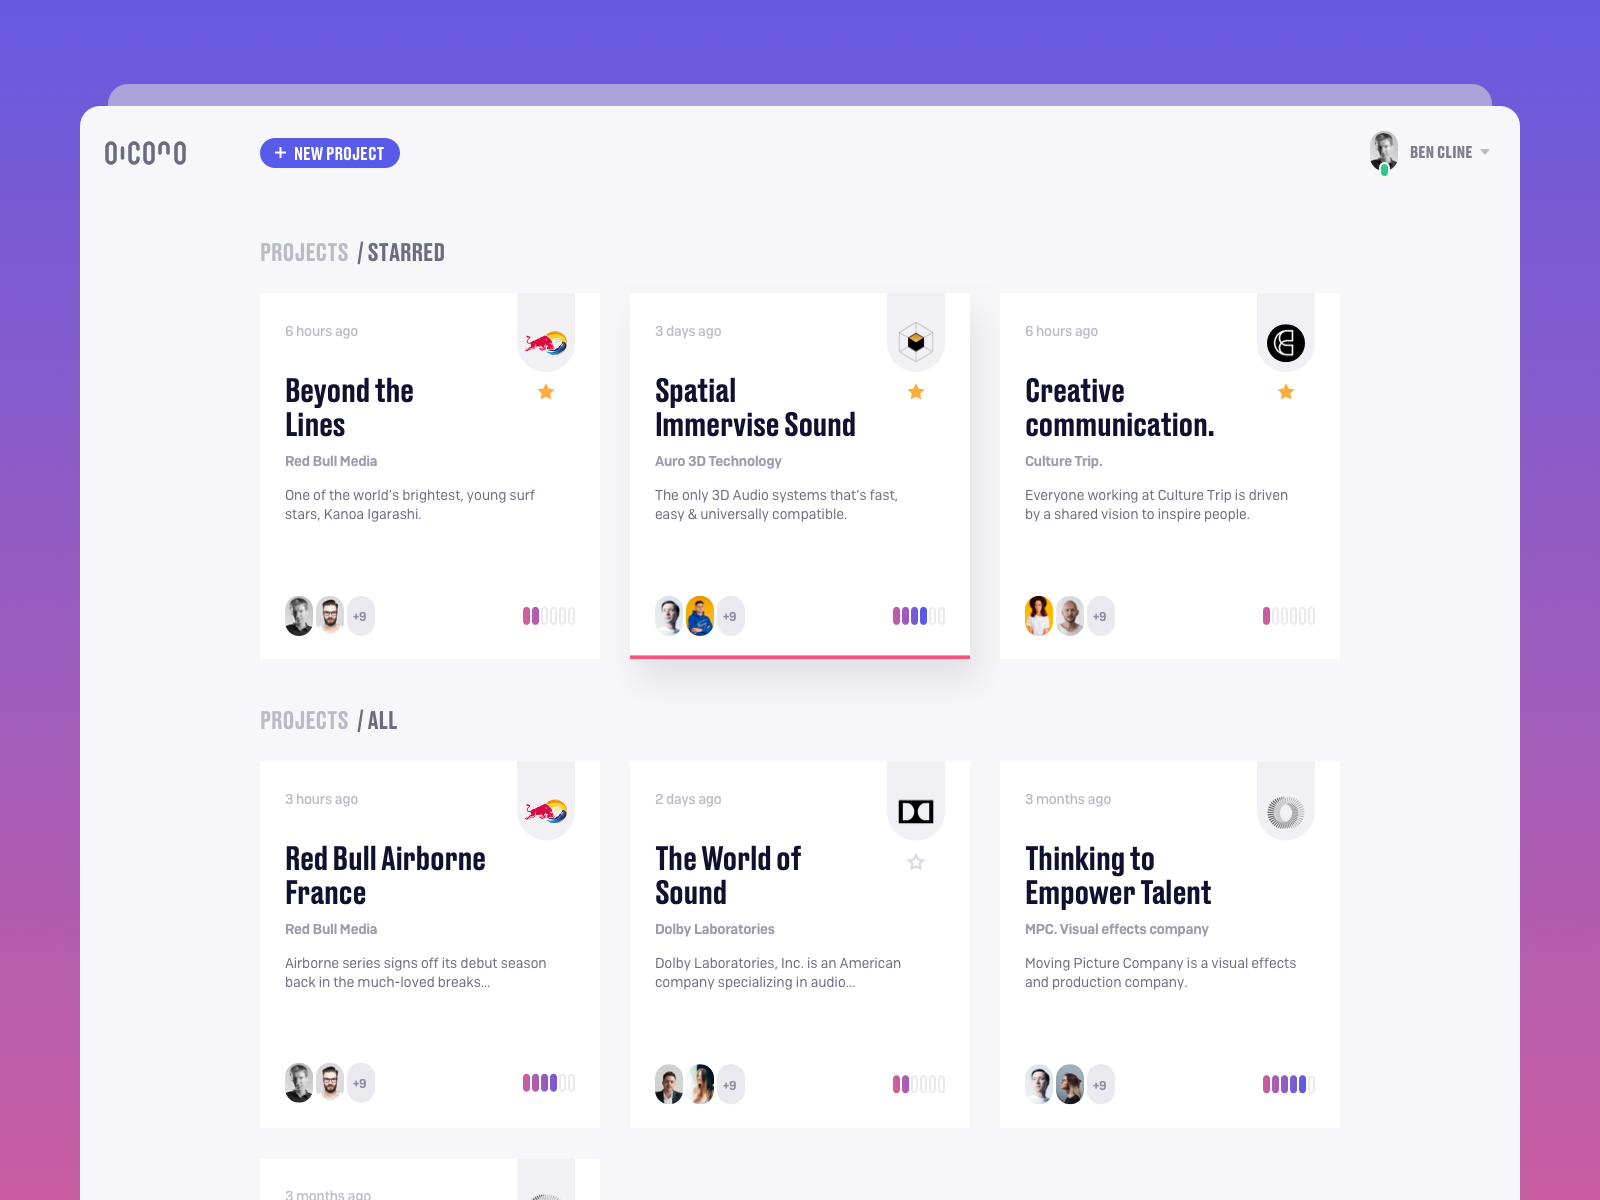 + NEW PROJECT
BEN CLINE
PROJECTS / STARRED
6 hours ago
Beyond the
Lines
Red Bull Media
One of the world's brightest, young surf
stars, Kanoa Igarashi.
+9
3 days ago
Spatial
Immervise Sound
Auro 3D Technology
The only 3D Audio systems that's fast,
easy & universally compatible.
+9
6 hours ago
Creative
communication.
Culture Trip.
Everyone working at Culture Trip is driven
by a shared vision to inspire people.
+9
PROJECTS / ALL
3 hours ago
Red Bull Airborne
France
Red Bull Media
Airborne series signs off its debut season
back in the much-loved breaks...
+9
2 days ago
The World of
Sound
Dolby Laboratories
Dolby Laboratories, Inc. is an American
company specializing in audio...
+9
3 months ago
Thinking to
Empower Talent
MPC. Visual effects company
Moving Picture Company is a visual effects
and production company.
+9
3 months ago